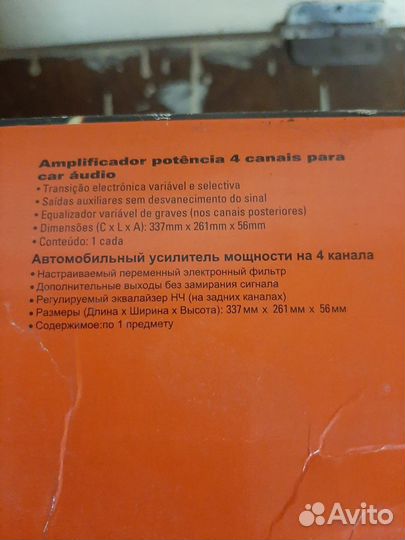 Amplificador potência 4 canais para
car áudio
• Transição electrónica variável e selectiva
• Saídas auxiliares sem desvanecimento do sinal
• Equalizador variável de graves (nos canais posteriores)
• Dimensões (C x L x A): 337mm x 261mm x 56mm
• Conteúdo: 1 cada
Автомобильный усилитель мощности на 4 канала
• Настраиваемый переменный электронный фильтр
• Дополнительные выходы без замирания сигнала
• Регулируемый эквалайзер НЧ (на задних каналах)
• Размеры (Длина x Ширина x Высота): 337мм x 261мм x 56мм
• Содержимое:по 1 предмету
Avito